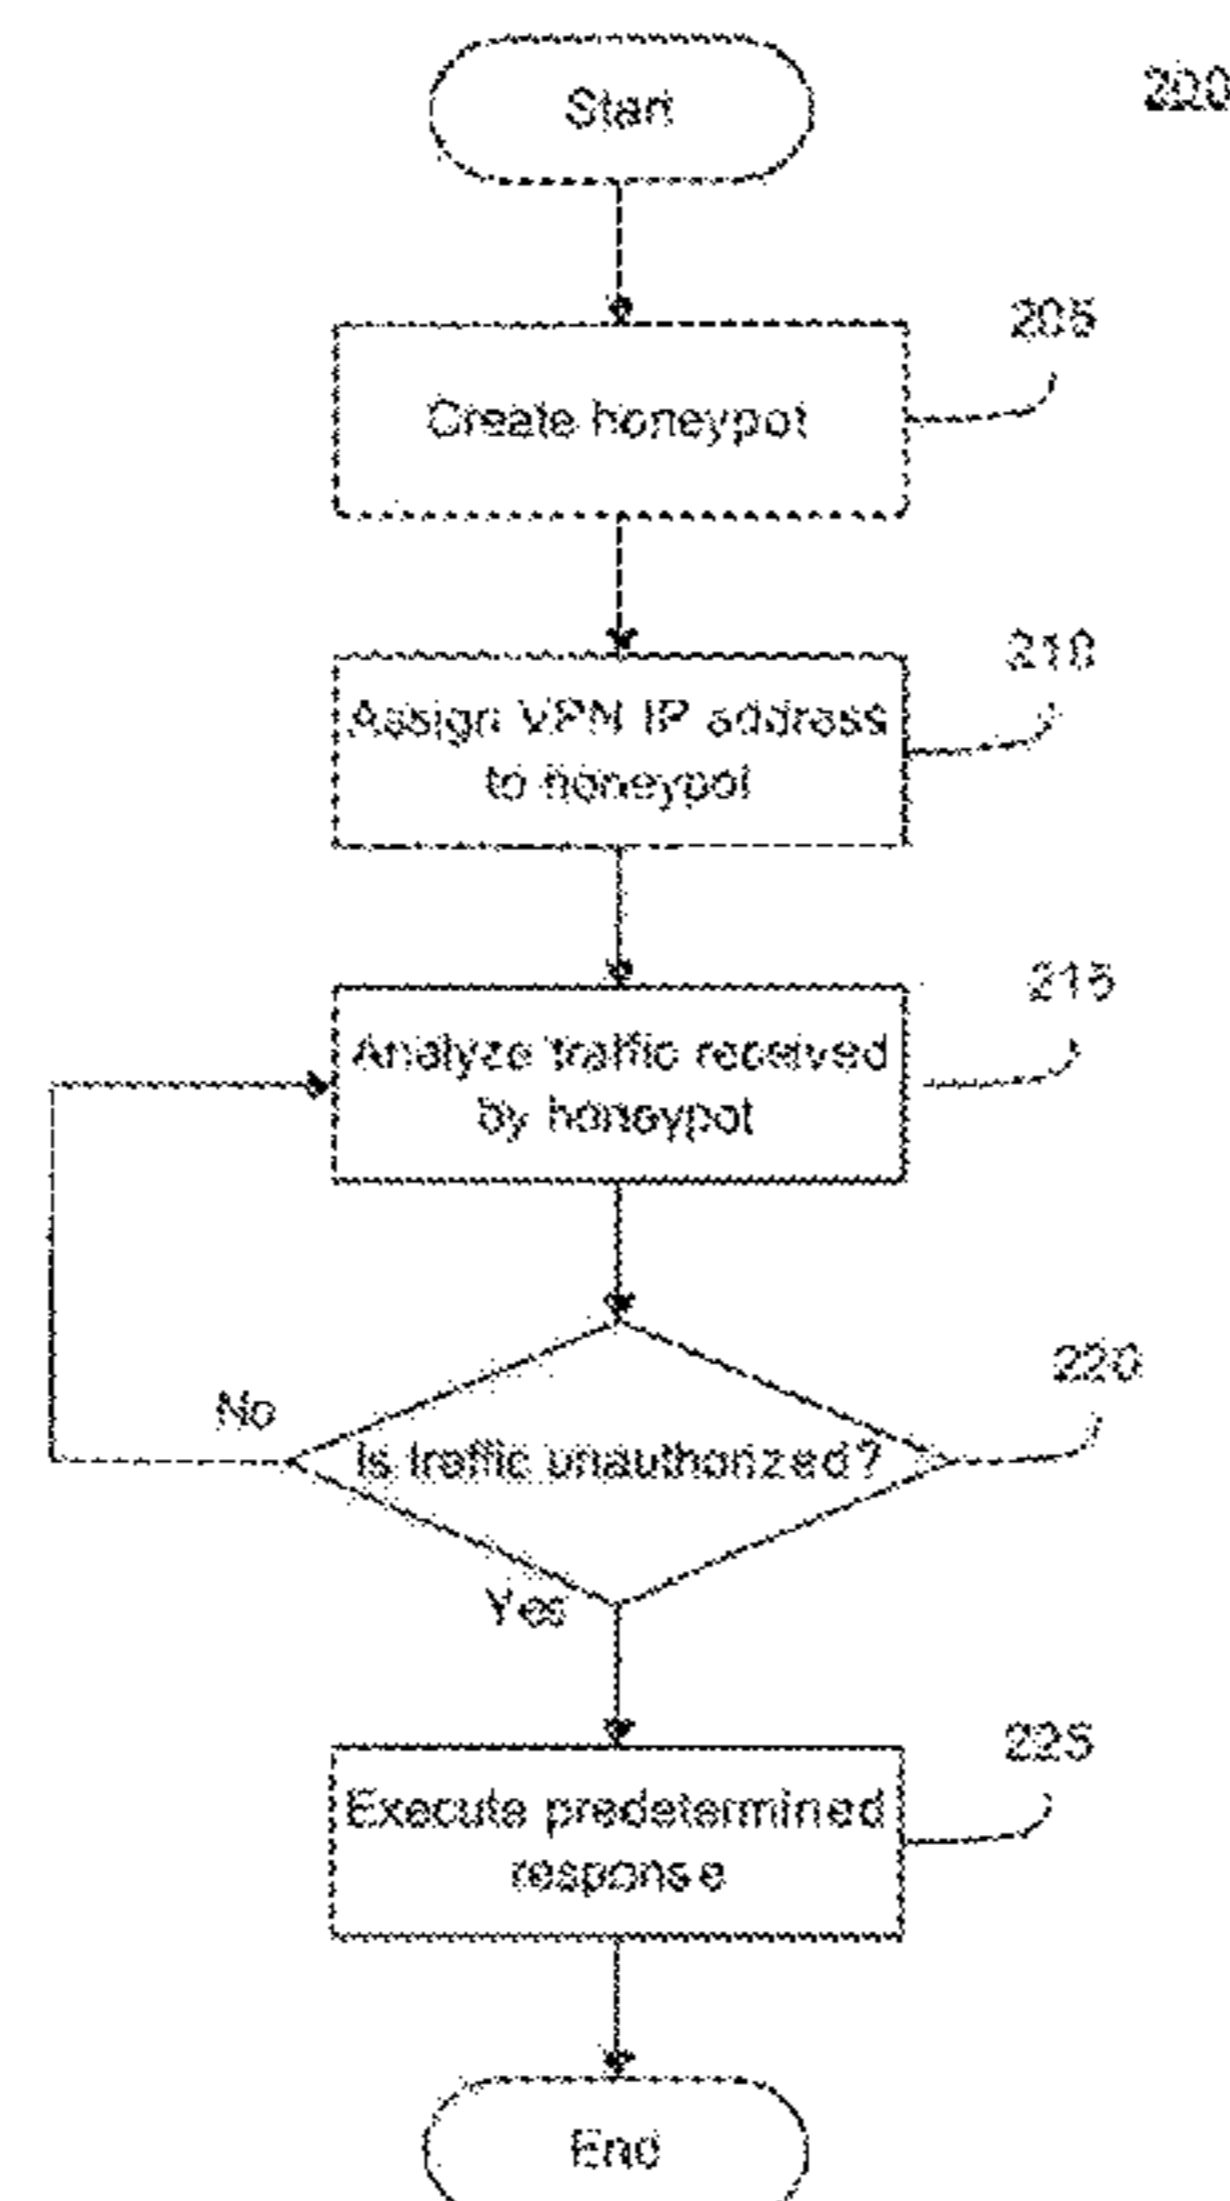 Start
200
205
Create honeypot
210
Assign VPN IP address
to honeypot
215
Analyze traffic received
by honeypot
220
No
Is traffic unauthorized?
Yes
225
Execute predetermined
response
End